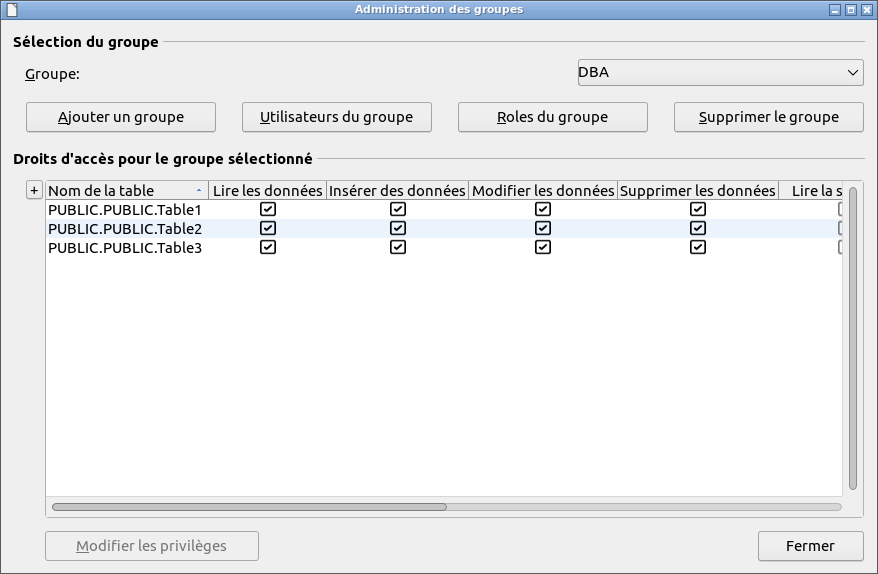 Administration des groupes
Sélection du groupe
Groupe: DBA
Ajouter un groupe Utilisateurs du groupe Roles du groupe Supprimer le groupe
Droits d'accès pour le groupe sélectionné
+ Nom de la table Lire les données Insérer des données Modifier les données Supprimer les données Lire la s
PUBLIC.PUBLIC.Table1
PUBLIC.PUBLIC.Table2
PUBLIC.PUBLIC.Table3
Modifier les privilèges Fermer